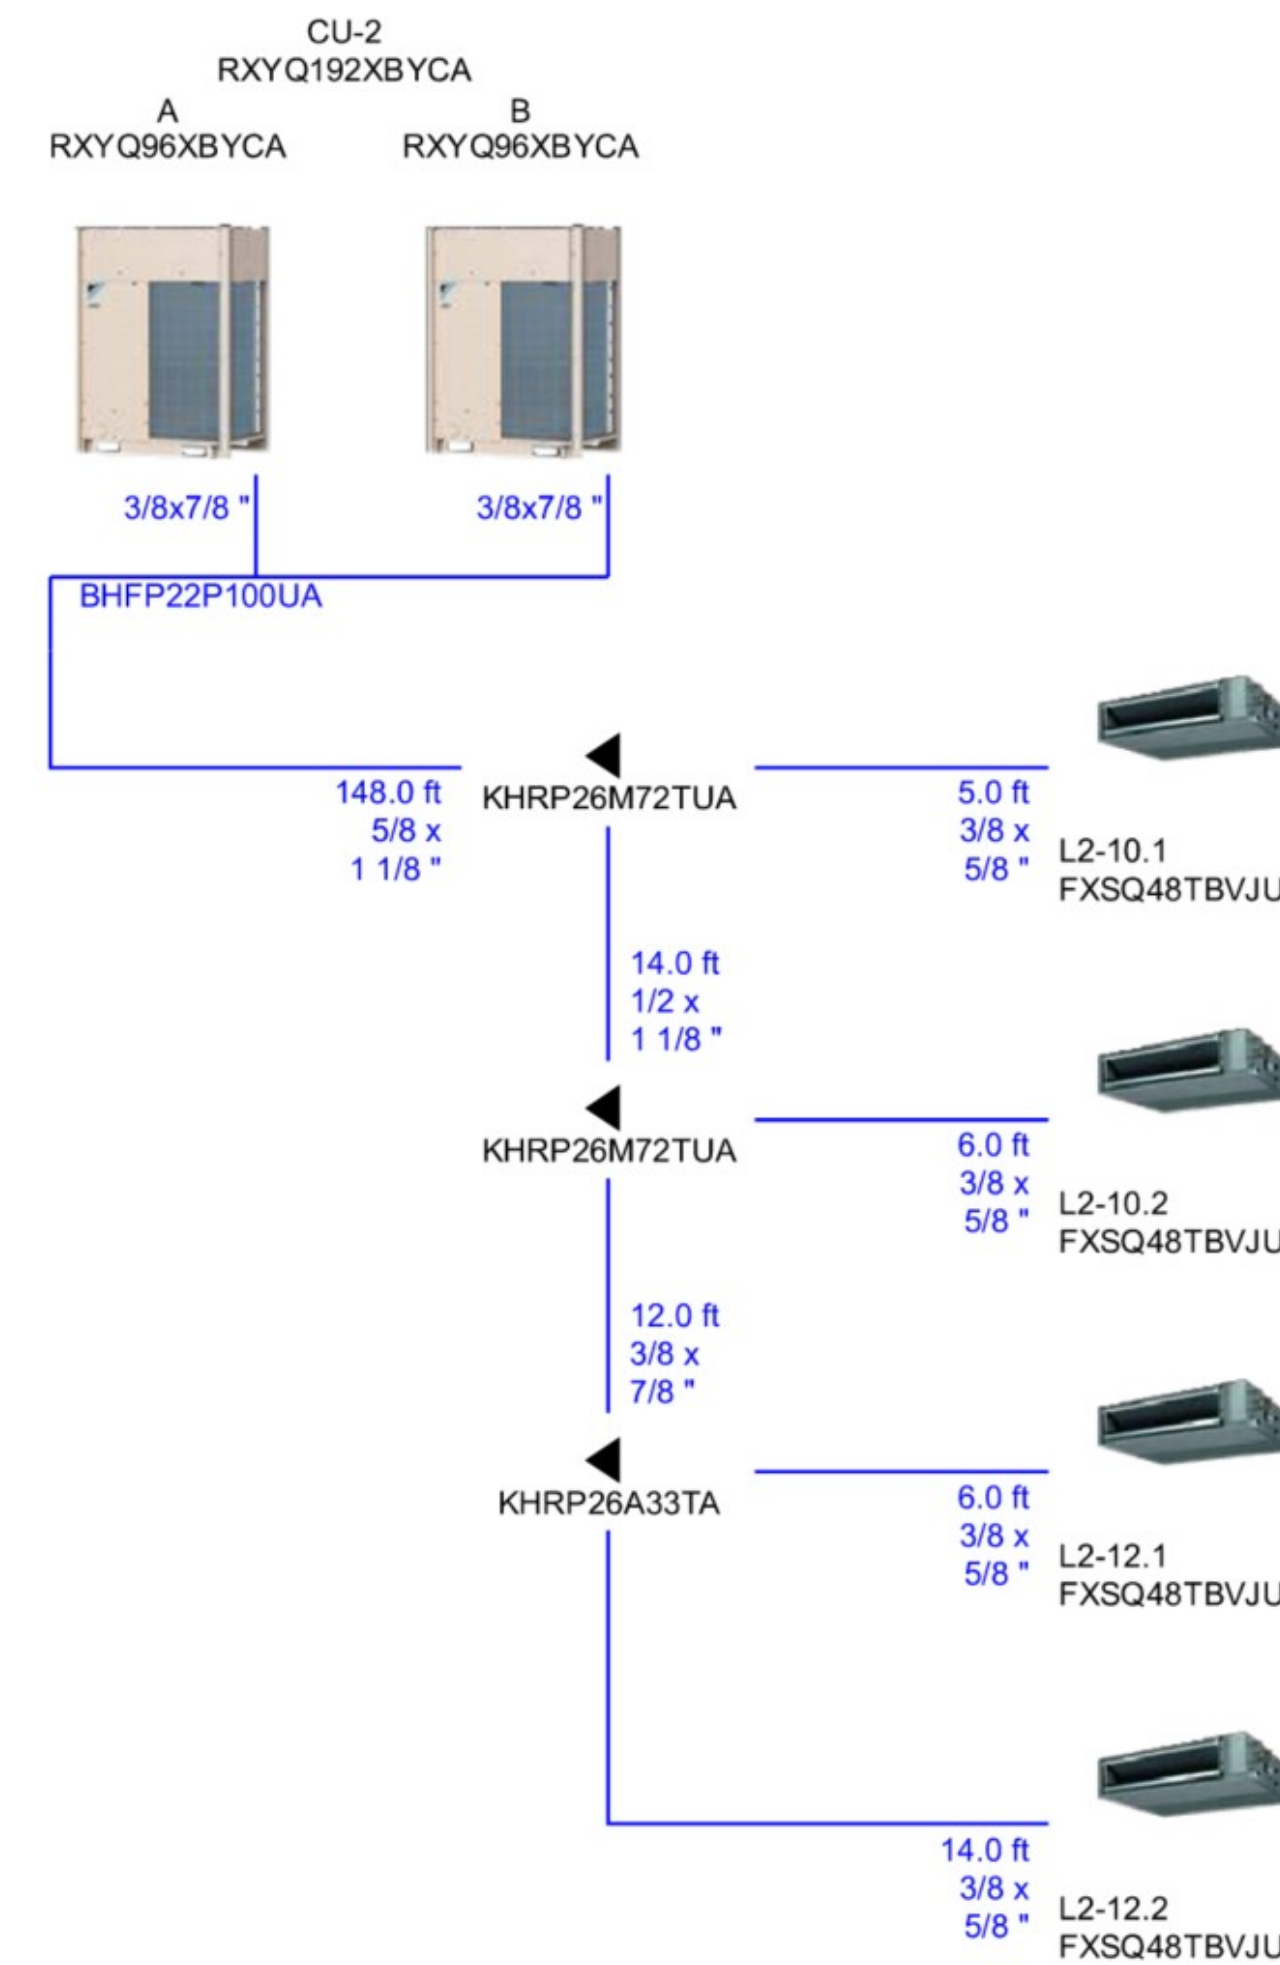 CU-2
RXYQ192XBYCA
A
RXYQ96XBYCA
B
RXYQ96XBYCA
3/8x7/8 "
3/8x7/8 "
BHFP22P100UA
148.0 ft
5/8 x
1 1/8 "
KHRP26M72TUA
5.0 ft
3/8 x
5/8 "
L2-10.1
FXSQ48TBVJU
14.0 ft
1/2 x
1 1/8 "
KHRP26M72TUA
6.0 ft
3/8 x
5/8 "
L2-10.2
FXSQ48TBVJU
12.0 ft
3/8 x
7/8 "
KHRP26A33TA
6.0 ft
3/8 x
5/8 "
L2-12.1
FXSQ48TBVJU
14.0 ft
3/8 x
5/8 "
L2-12.2
FXSQ48TBVJU